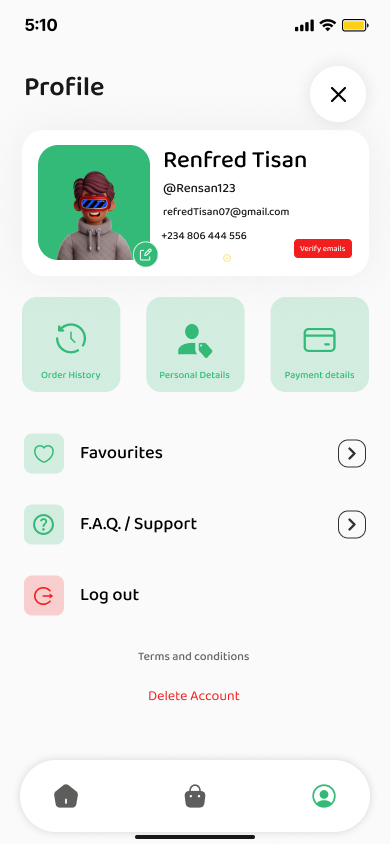 5:10
Profile
Renfred Tisan
@Rensan123
refredTisan07@gmail.com
+234 806 444 556
Verify emails
Order History
Personal Details
Payment details
Favourites
F.A.Q. / Support
Log out
Terms and conditions
Delete Account